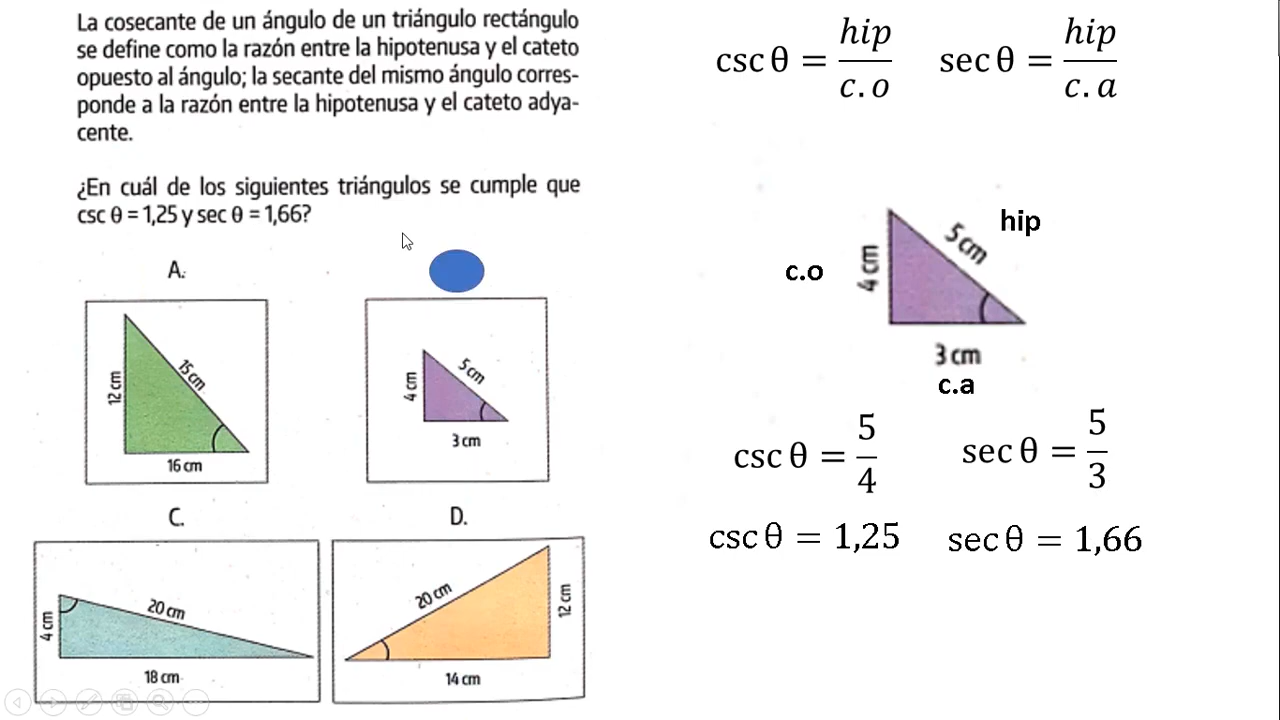 La cosecante de un ángulo de un triángulo rectángulo
se define como la razón entre la hipotenusa y el cateto
opuesto al ángulo; la secante del mismo ángulo corres-
ponde a la razón entre la hipotenusa y el cateto adya-
cente.
¿En cuál de los siguientes triángulos se cumple que
csc θ = 1,25 y sec θ = 1,66?
A.
12 cm
15 cm
16 cm
4 cm
5 cm
3 cm
C.
4 cm
20 cm
18 cm
D.
20 cm
12 cm
14 cm
csc θ = hip/c.o
sec θ = hip/c.a
hip
5 cm
c.o
4 cm
3 cm
c.a
csc θ = 5/4
sec θ = 5/3
csc θ = 1,25
sec θ = 1,66